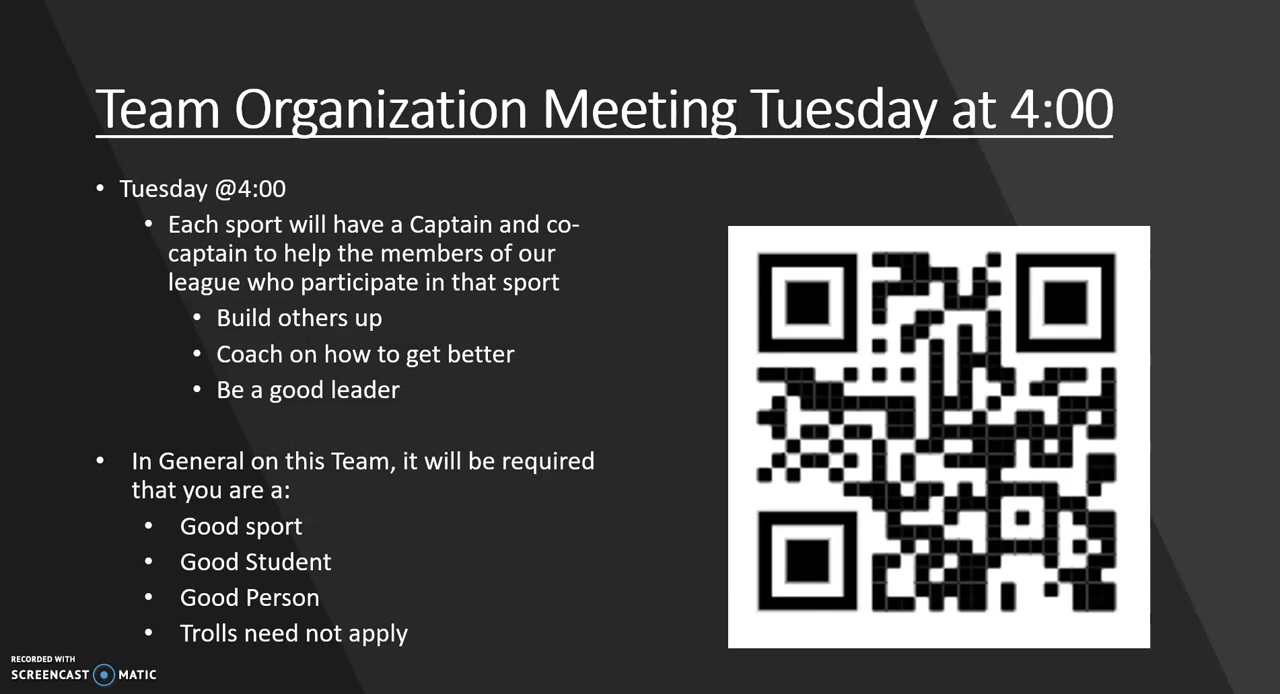 Team Organization Meeting Tuesday at 4:00
• Tuesday @4:00
• Each sport will have a Captain and co-
captain to help the members of our
league who participate in that sport
• Build others up
• Coach on how to get better
• Be a good leader
• In General on this Team, it will be required
that you are a:
• Good sport
• Good Student
• Good Person
• Trolls need not apply
RECORDED WITH
SCREENCAST MATIC